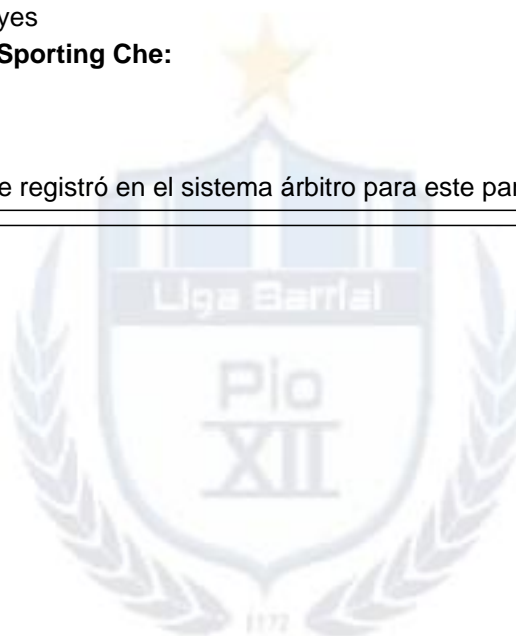 yes
Sporting Che:
e registró en el sistema árbitro para este par
Liga Barrial
Pio
XII